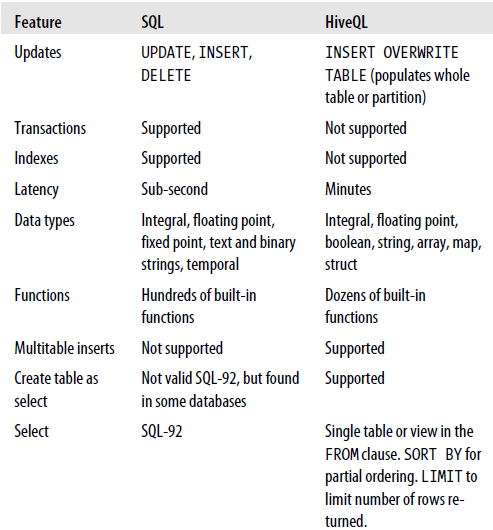 Feature SQL HiveQL
Updates UPDATE, INSERT, INSERT OVERWRITE
DELETE TABLE (populates whole
table or partition)
Transactions Supported Not supported
Indexes Supported Not supported
Latency Sub-second Minutes
Data types Integral, floating point, Integral, floating point,
fixed point, text and binary boolean, string, array, map,
strings, temporal struct
Functions Hundreds of built-in Dozens of built-in
functions functions
Multitable inserts Not supported Supported
Create table as Not valid SQL-92, but found Supported
select in some databases
Select SQL-92 Single table or view in the
FROM clause. SORT BY for
partial ordering. LIMIT to
limit number of rows re-
turned.